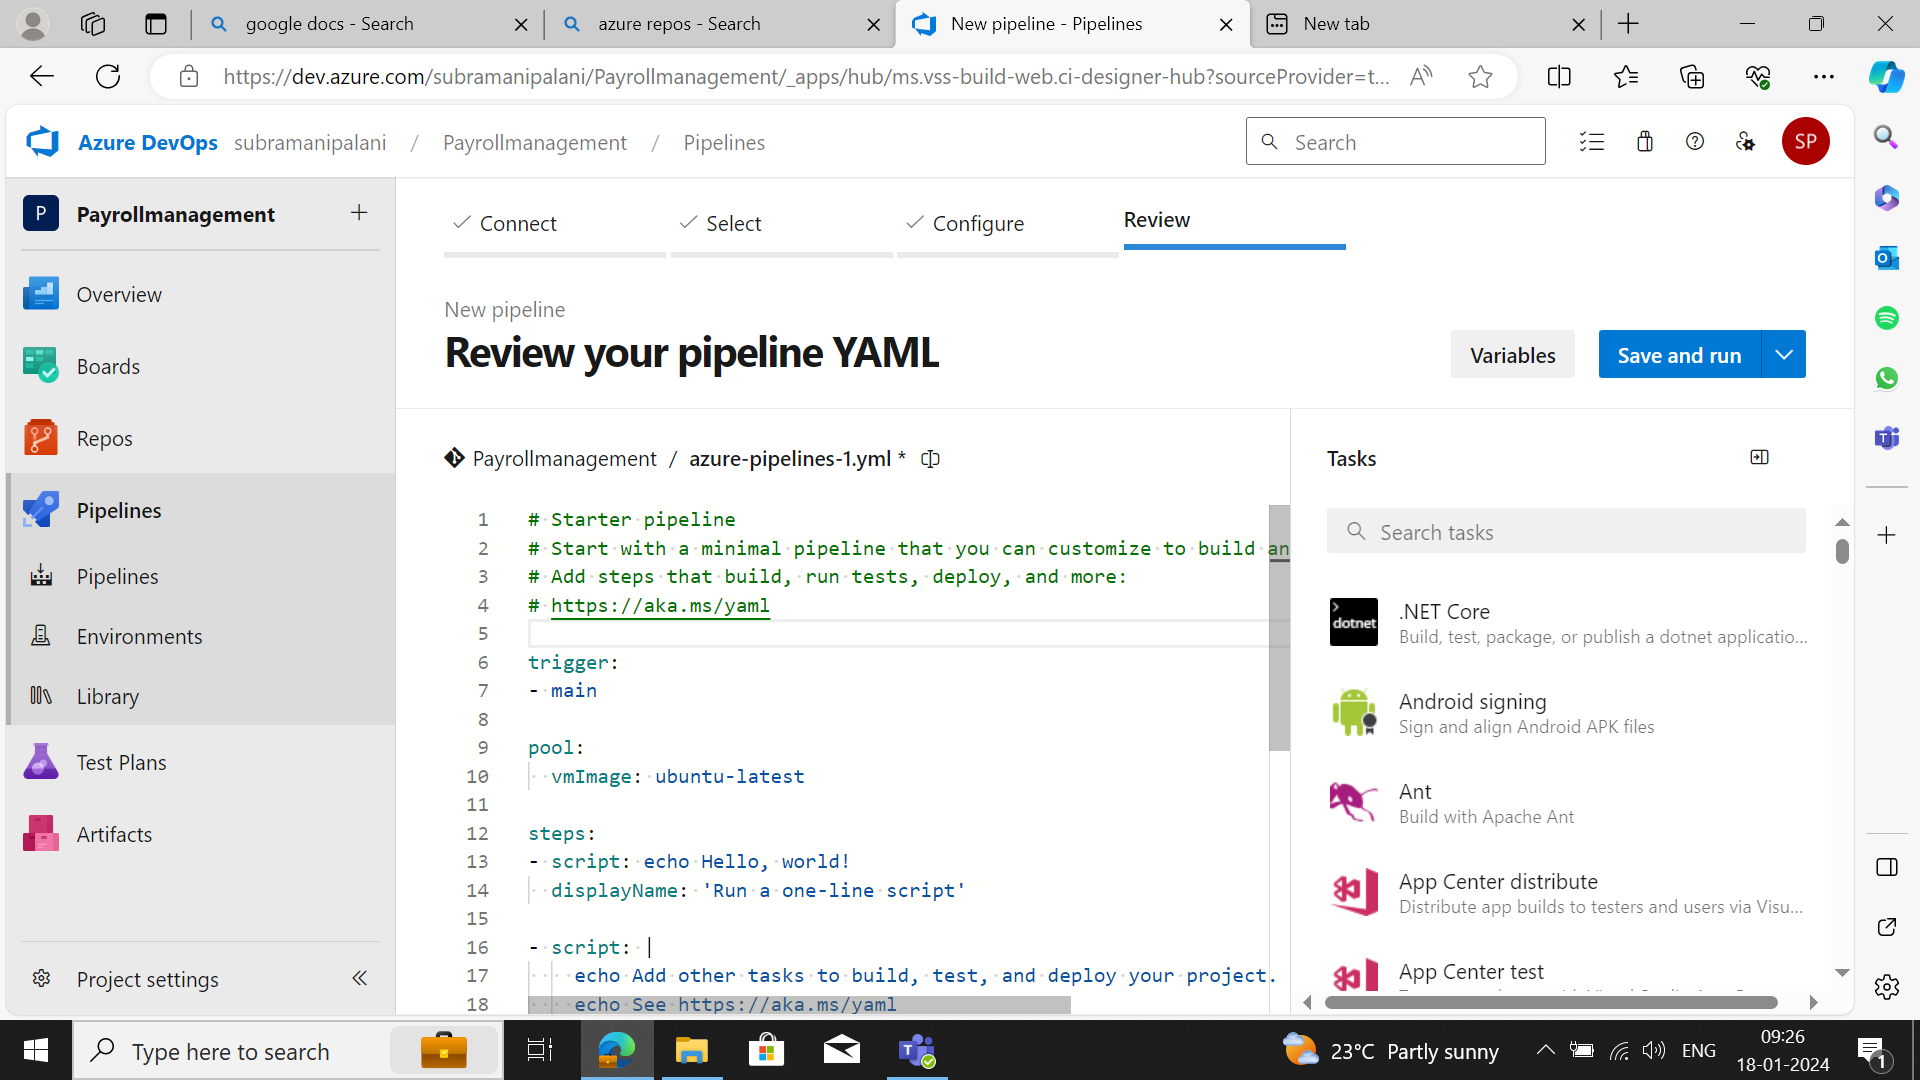 google docs - Search
azure repos - Search
New pipeline - Pipelines
New tab
https://dev.azure.com/subramanipalani/Payrollmanagement/_apps/hub/ms.vss-build-web.ci-designer-hub?sourceProvider=t...
Azure DevOps subramanipalani / Payrollmanagement / Pipelines
Search
SP
P Payrollmanagement
Overview
Boards
Repos
Pipelines
Pipelines
Environments
Library
Test Plans
Artifacts
Project settings
Connect
Select
Configure
Review
New pipeline
Review your pipeline YAML
Variables
Save and run
Payrollmanagement / azure-pipelines-1.yml *
1 # Starter pipeline
2 # Start with a minimal pipeline that you can customize to build an
3 # Add steps that build, run tests, deploy, and more:
4 # https://aka.ms/yaml
5
6 trigger:
7 - main
8
9 pool:
10 vmImage: ubuntu-latest
11
12 steps:
13 - script: echo Hello, world!
14 displayName: 'Run a one-line script'
15
16 - script: |
17 echo Add other tasks to build, test, and deploy your project.
18 echo See https://aka.ms/yaml
Tasks
Search tasks
dotnet
.NET Core
Build, test, package, or publish a dotnet applicatio...
Android signing
Sign and align Android APK files
Ant
Build with Apache Ant
App Center distribute
Distribute app builds to testers and users via Visu...
App Center test
Type here to search
23°C Partly sunny
ENG
09:26
18-01-2024
1